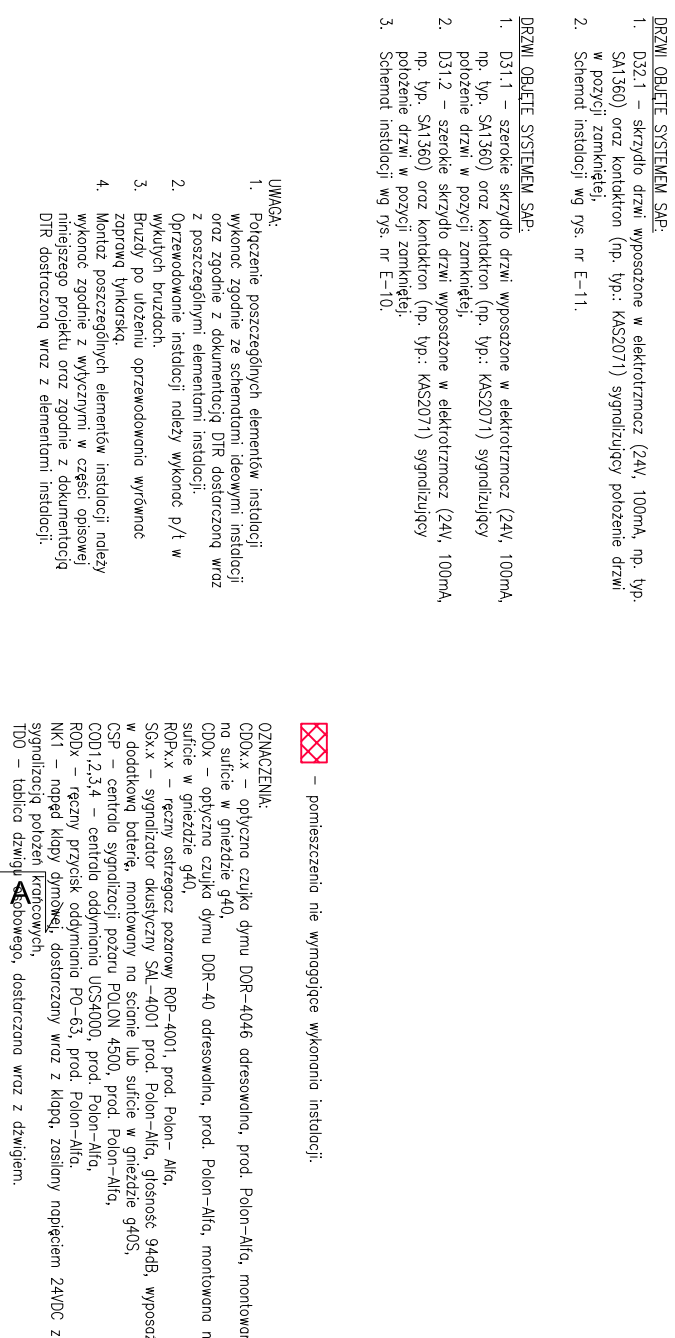 DRZWI OBJĘTE SYSTEMEM SAP:
1. D32.1 – skrzydło drzwi wyposażone w elektrotrzmacz (24V, 100mA, np. typ.
SA1360) oraz kontaktron (np. typ.: KAS2071) sygnalizujący położenie drzwi
w pozycji zamkniętej,
2. Schemat instalacji wg rys. nr E–11.
DRZWI OBJĘTE SYSTEMEM SAP:
1. D31.1 – szerokie skrzydło drzwi wyposażone w elektrotrzmacz (24V, 100mA,
np. typ. SA1360) oraz kontaktron (np. typ.: KAS2071) sygnalizujący
położenie drzwi w pozycji zamkniętej,
2. D31.2 – szerokie skrzydło drzwi wyposażone w elektrotrzmacz (24V, 100mA,
np. typ. SA1360) oraz kontaktron (np. typ.: KAS2071) sygnalizujący
położenie drzwi w pozycji zamkniętej.
3. Schemat instalacji wg rys. nr E–10.
UWAGA:
1. Połączenie poszczególnych elementów instalacji
wykonać zgodnie ze schematami ideowymi instalacji
oraz zgodnie z dokumentacją DTR dostarczoną wraz
z poszczególnymi elementami instalacji.
2. Oprzewodowanie instalacji należy wykonać p/t w
wykutych bruzdach.
3. Bruzdy po ułożeniu oprzewodowania wyrównać
zaprawą tynkarską.
4. Montaż poszczególnych elementów instalacji należy
wykonać zgodnie z wytycznymi w części opisowej
niniejszego projektu oraz zgodnie z dokumentacją
DTR dostraczoną wraz z elementami instalacji.
– pomieszczenia nie wymagające wykonania instalacji.
OZNACZENIA:
CDOx.x – optyczna czujka dymu DOR–4046 adresowalna, prod. Polon–Alfa, montowan
na suficie w gnieździe g40,
CDOx – optyczna czujka dymu DOR–40 adresowalna, prod. Polon–Alfa, montowana n
suficie w gnieździe g40,
ROPx.x – ręczny ostrzegacz pożarowy ROP–4001, prod. Polon– Alfa,
SGx.x – sygnalizator akustyczny SAL–4001 prod. Polon–Alfa, głośność 94dB, wyposaż
w dodatkową baterię, montowany na ścianie lub suficie w gnieździe g40S,
CSP – centrala sygnalizacji pożaru POLON 4500, prod. Polon–Alfa,
COD1,2,3,4 – centrala oddymiania UCS4000, prod. Polon–Alfa,
RODx – ręczny przycisk oddymiania PO–63, prod. Polon–Alfa.
NK1 – napęd klapy dymowej, dostarczany wraz z klapą, zasilany napięciem 24VDC z
sygnalizacją położeń krańcowych,
TDO – tablica dźwigu osobowego, dostarczana wraz z dźwigiem.
A